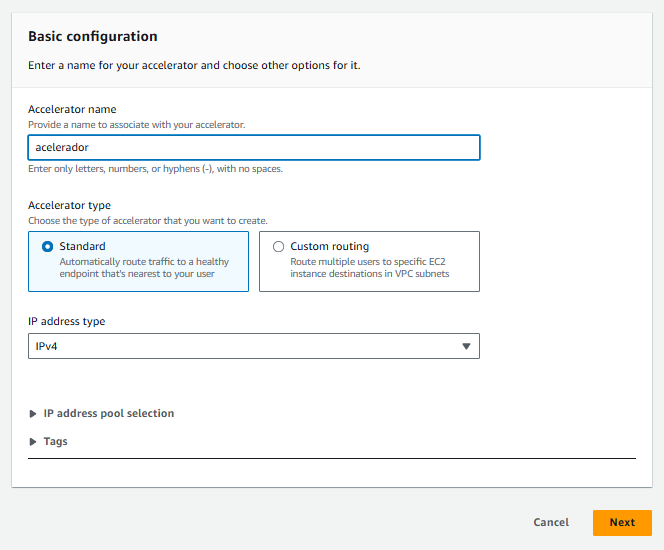 Basic configuration
Enter a name for your accelerator and choose other options for it.
Accelerator name
Provide a name to associate with your accelerator.
acelerador
Enter only letters, numbers, or hyphens (-), with no spaces.
Accelerator type
Choose the type of accelerator that you want to create.
Standard
Automatically route traffic to a healthy
endpoint that's nearest to your user
Custom routing
Route multiple users to specific EC2
instance destinations in VPC subnets
IP address type
IPv4
IP address pool selection
Tags
Cancel
Next